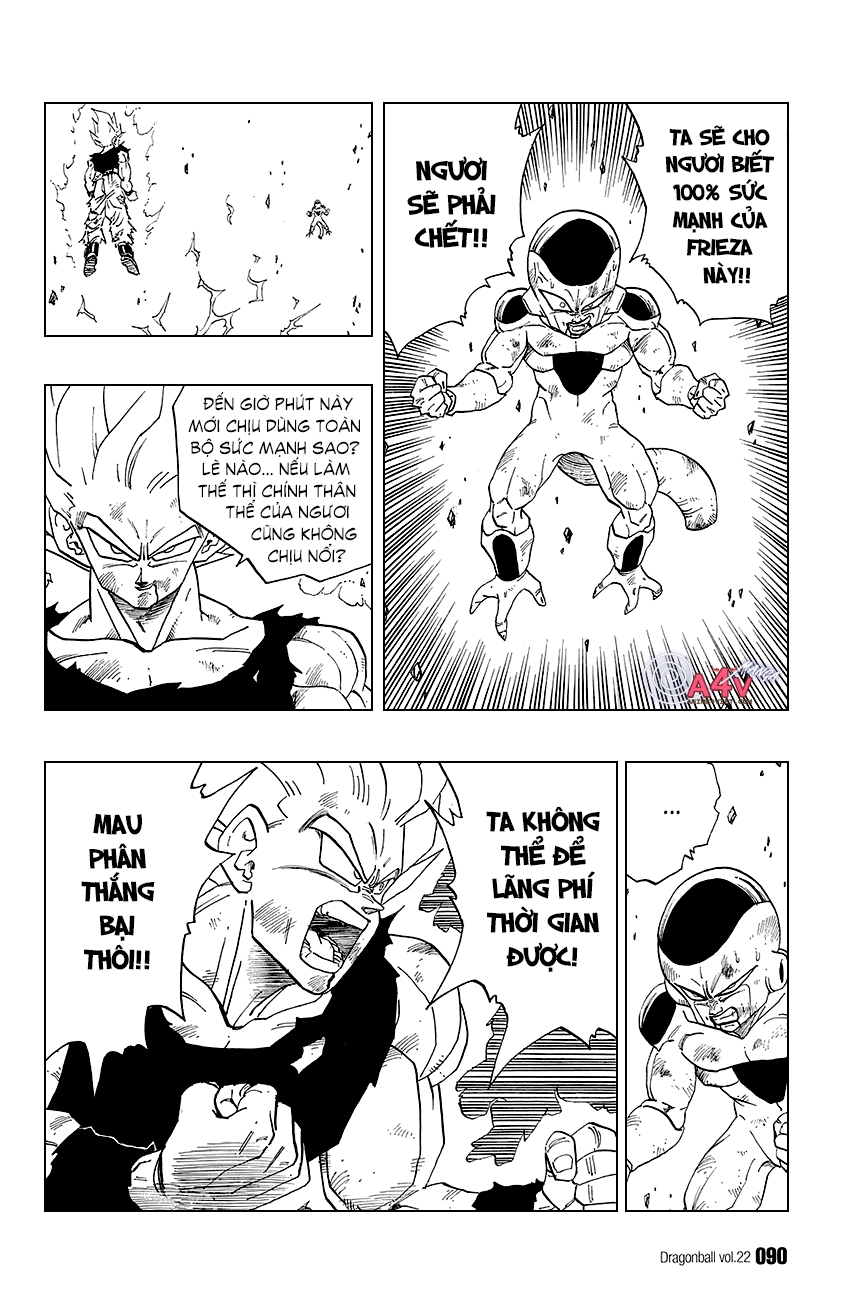 TA SẼ CHO
NGƯƠI BIẾT
100% SỨC
MẠNH CỦA
FRIEZA
NÀY!!
NGƯƠI
SẼ PHẢI
CHẾT!!
ĐẾN GIỜ PHÚT NÀY
MỚI CHỊU DÙNG TOÀN
BỘ SỨC MẠNH SAO?
LẼ NÀO... NẾU LÀM
THẾ THÌ CHÍNH THÂN
THỂ CỦA NGƯƠI
CŨNG KHÔNG
CHỊU NỔI?
A4V
...
TA KHÔNG
THỂ ĐỂ
LÃNG PHÍ
THỜI GIAN
ĐƯỢC!
MAU
PHÂN
THẮNG
BẠI
THÔI!!
Dragonball vol.22 090